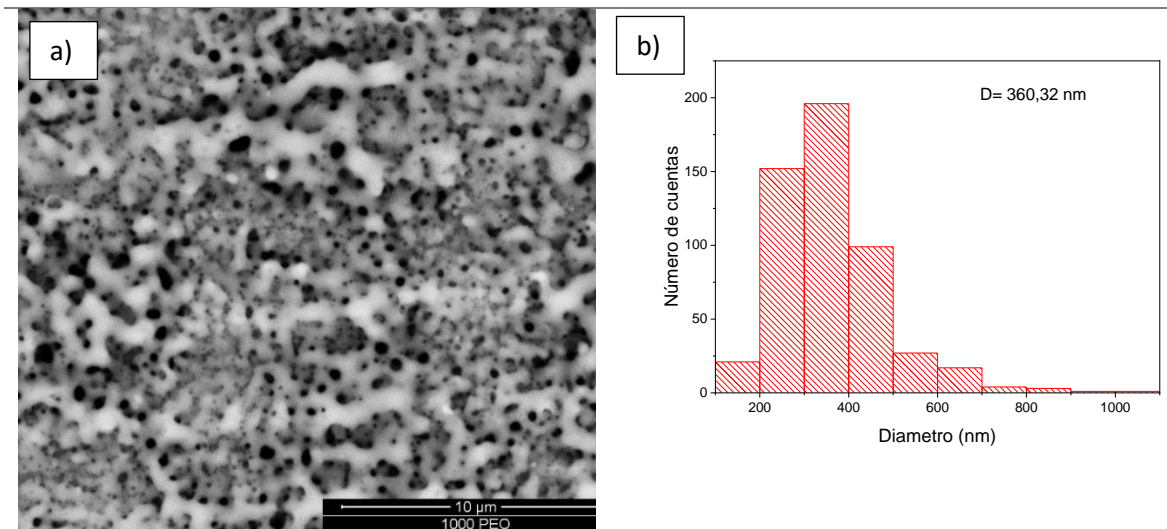 a)
10 µm
1000 PEO
b)
D= 360,32 nm
Número de cuentas
200
150
100
50
0
200 400 600 800 1000
Diametro (nm)